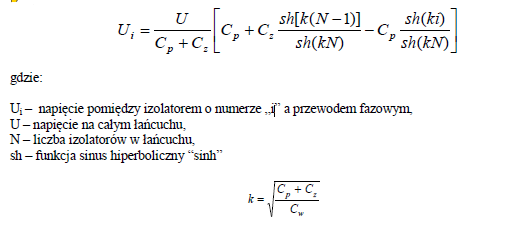 U_i = \frac{U}{C_p + C_z} \left[ C_p + C_z \frac{sh[k(N-1)]}{sh(kN)} - C_p \frac{sh(ki)}{sh(kN)} \right]
gdzie:
U_i – napięcie pomiędzy izolatorem o numerze „i” a przewodem fazowym,
U – napięcie na całym łańcuchu,
N – liczba izolatorów w łańcuchu,
sh – funkcja sinus hiperboliczny “sinh”
k = \sqrt{\frac{C_p + C_z}{C_w}}